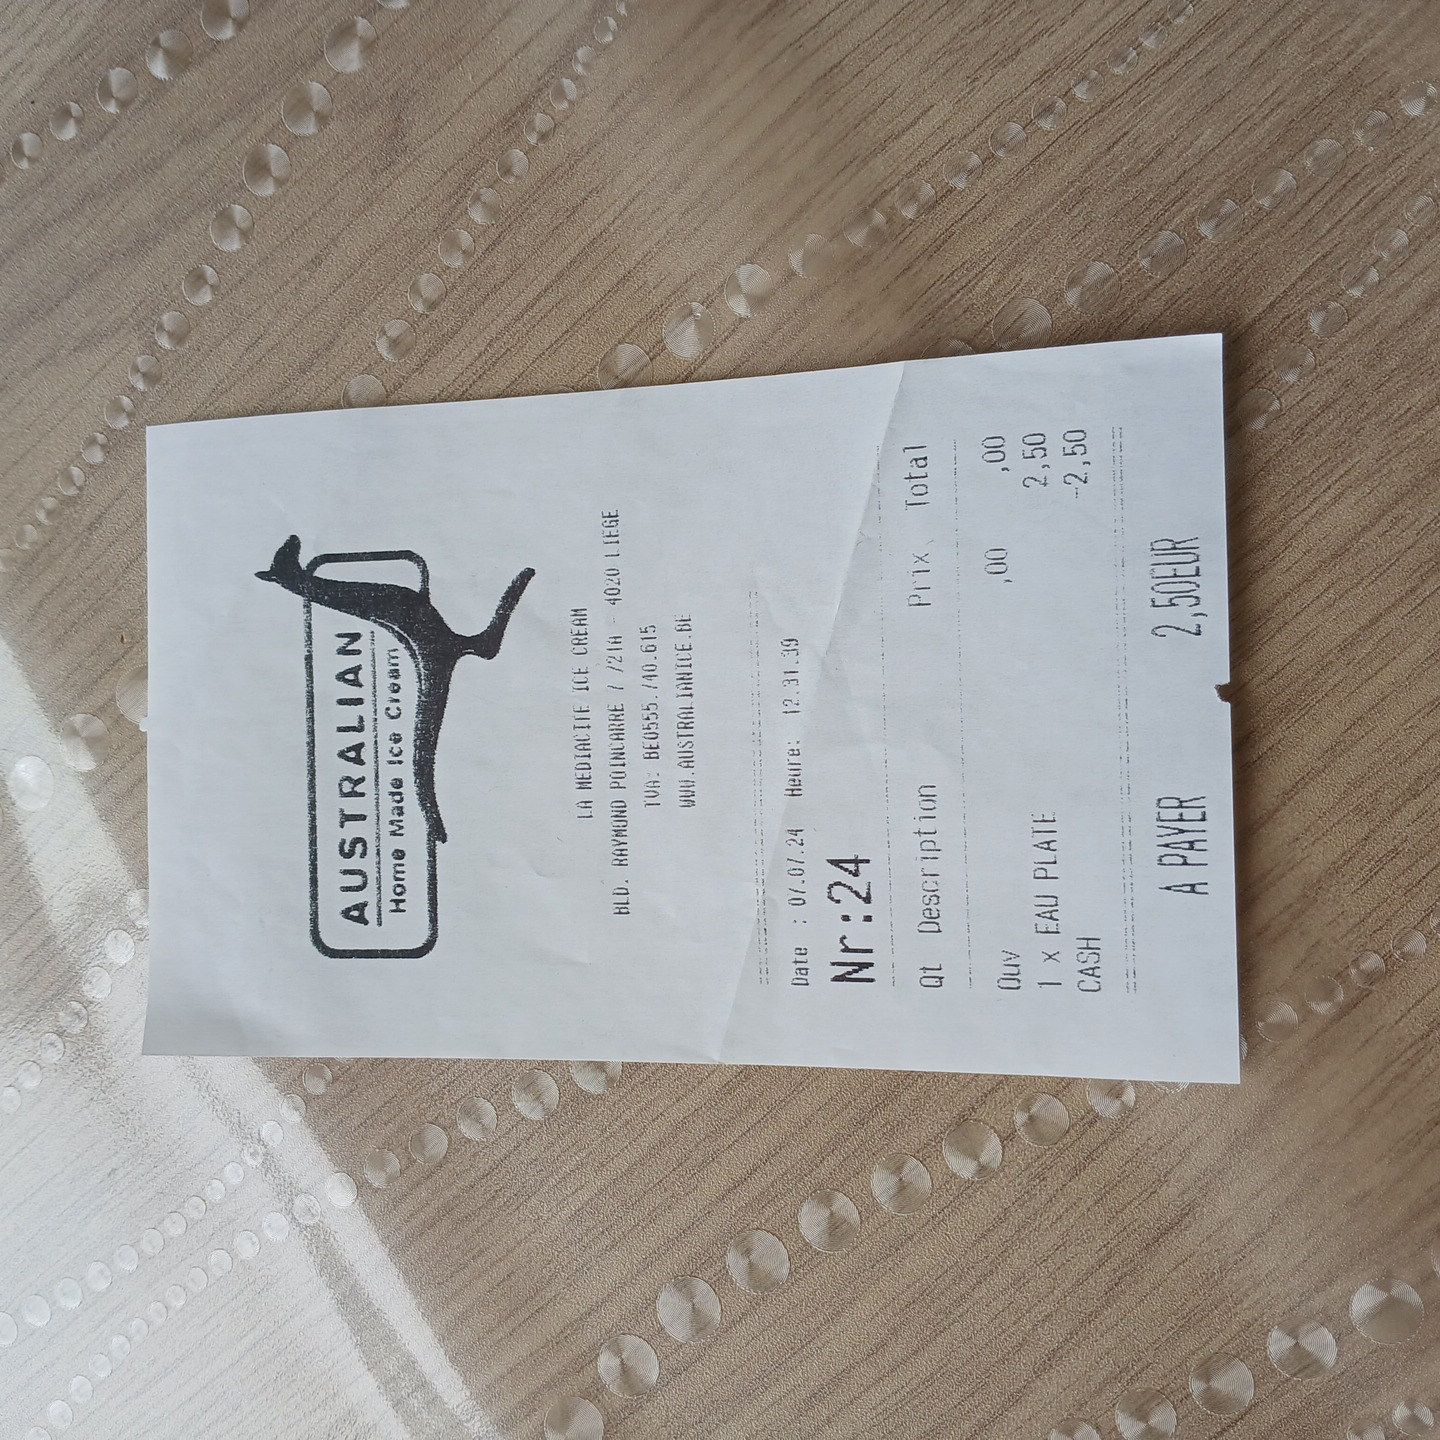 AUSTRALIAN
Home Made Ice Cream
LA MEDIACITE ICE CREAM
BLD. RAYMOND POINCARRE 7 /21A - 4020 LIEGE
TVA: BE0555.740.615
WWW.AUSTRALIANICE.BE
Date : 07.07.24 Heure: 12.31.39
Nr:24
Qt Description Prix Total
Ouv ,00 ,00
1 x EAU PLATE 2,50
CASH -2,50
A PAYER 2,50EUR